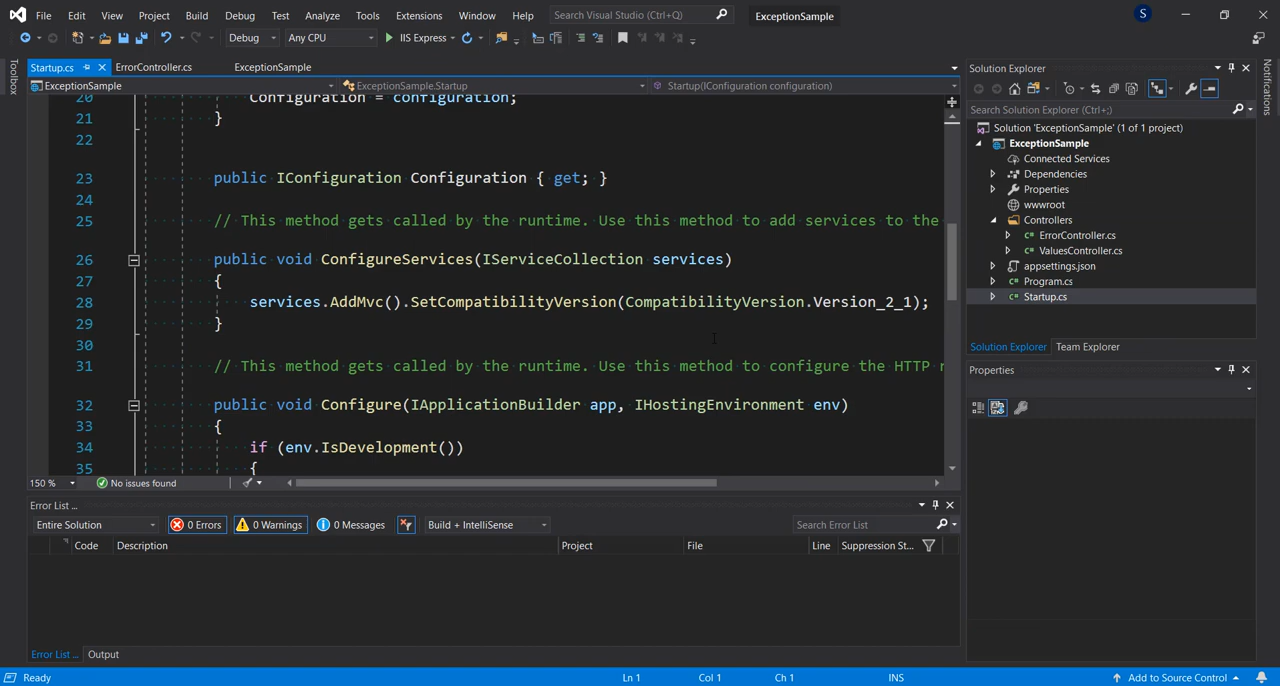 File Edit View Project Build Debug Test Analyze Tools Extensions Window Help Search Visual Studio (Ctrl+Q) ExceptionSample S
Debug Any CPU IIS Express
Toolbox
Startup.cs ErrorController.cs ExceptionSample
ExceptionSample ExceptionSample.Startup Startup(IConfiguration configuration)
20 Configuration = configuration;
21 }
22
23 public IConfiguration Configuration { get; }
24
25 // This method gets called by the runtime. Use this method to add services to the
26 public void ConfigureServices(IServiceCollection services)
27 {
28 services.AddMvc().SetCompatibilityVersion(CompatibilityVersion.Version_2_1);
29 }
30
31 // This method gets called by the runtime. Use this method to configure the HTTP r
32 public void Configure(IApplicationBuilder app, IHostingEnvironment env)
33 {
34 if (env.IsDevelopment())
35 {
150 % No issues found
Error List ...
Entire Solution 0 Errors 0 Warnings 0 Messages Build + IntelliSense Search Error List
Code Description Project File Line Suppression St...
Error List ... Output
Solution Explorer
Search Solution Explorer (Ctrl+;)
Solution 'ExceptionSample' (1 of 1 project)
ExceptionSample
Connected Services
Dependencies
Properties
wwwroot
Controllers
C# ErrorController.cs
C# ValuesController.cs
appsettings.json
C# Program.cs
C# Startup.cs
Solution Explorer Team Explorer
Properties
Notifications
Ready Ln 1 Col 1 Ch 1 INS Add to Source Control